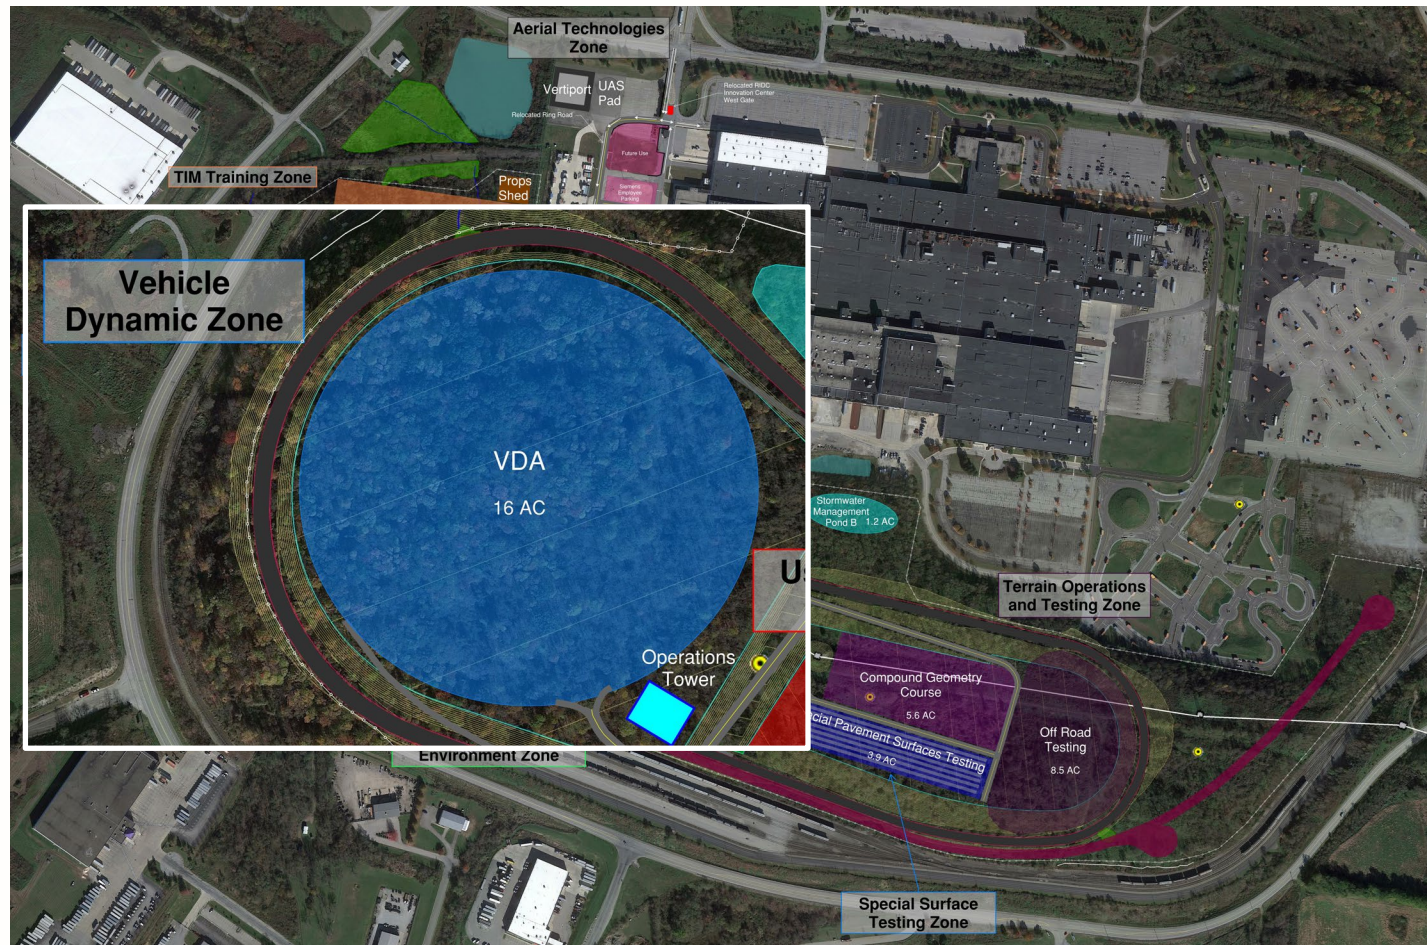 Aerial Technologies
Zone
Vertiport
UAS
Pad
Relocated RIDC
Innovation Center
West Gate
Relocated Ring Road
Future Use
TIM Training Zone
Props
Shed
Siemens
Employee
Parking
Vehicle
Dynamic Zone
VDA
16 AC
Operations
Tower
Stormwater
Management
Pond B 1.2 AC
Terrain Operations
and Testing Zone
Compound Geometry
Course
5.6 AC
Pavement Surfaces Testing
3.9 AC
Off Road
Testing
8.5 AC
Environment Zone
Special Surface
Testing Zone